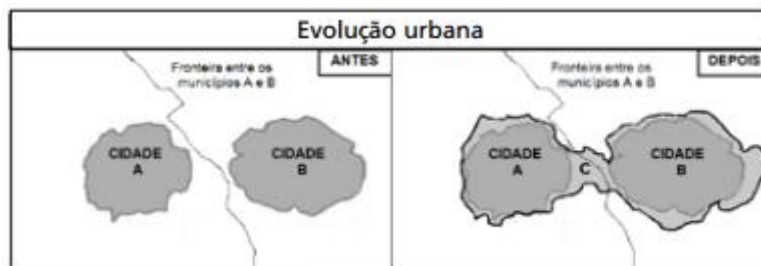 Evolução urbana
Fronteira entre os
municípios A e B
ANTES
CIDADE
A
CIDADE
B
Fronteira entre os
municípios A e B
DEPOIS
CIDADE
A
C
CIDADE
B